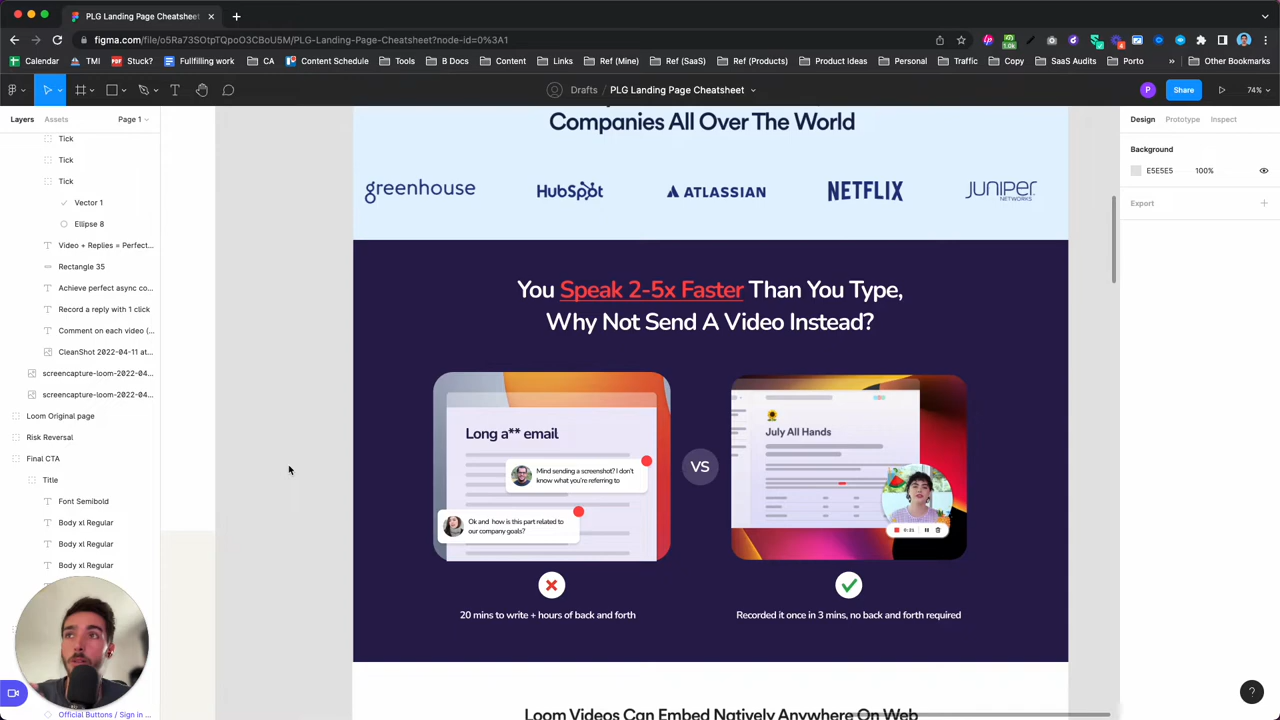 PLG Landing Page Cheatsheet
figma.com/file/o5Ra73SOtpTQpoO3CBoU5M/PLG-Landing-Page-Cheatsheet?node-id=0%3A1
1.0k
Calendar
TMI
PDF
Stuck?
Fullfilling work
CA
Content Schedule
Tools
B Docs
Content
Links
Ref (Mine)
Ref (SaaS)
Ref (Products)
Product Ideas
Personal
Traffic
Copy
Cold
SaaS Audits
»
Other Bookmarks
Drafts / PLG Landing Page Cheatsheet
P
Share
74%
Layers
Assets
Page 1
Tick
Tick
Tick
Vector 1
Ellipse 8
Video + Replies = Perfect...
Rectangle 35
Achieve perfect async co...
Record a reply with 1 click
Comment on each video (...
CleanShot 2022-04-11 at...
screencapture-loom-2022-04...
screencapture-loom-2022-04...
Loom Original page
Risk Reversal
Final CTA
Title
Font Semibold
Body xl Regular
Body xl Regular
Body xl Regular
Official Buttons / Sign in ...
Companies All Over The World
greenhouse
HubSpot
ATLASSIAN
NETFLIX
JUNIPER
NETWORKS
You Speak 2-5x Faster Than You Type,
Why Not Send A Video Instead?
Long a** email
Mind sending a screenshot? I don't
know what you're referring to
Ok and how is this part related to
our company goals?
VS
July All Hands
0:21
20 mins to write + hours of back and forth
Recorded it once in 3 mins, no back and forth required
Loom Videos Can Embed Natively Anywhere On Web
Design
Prototype
Inspect
Background
E5E5E5
100%
Export
?